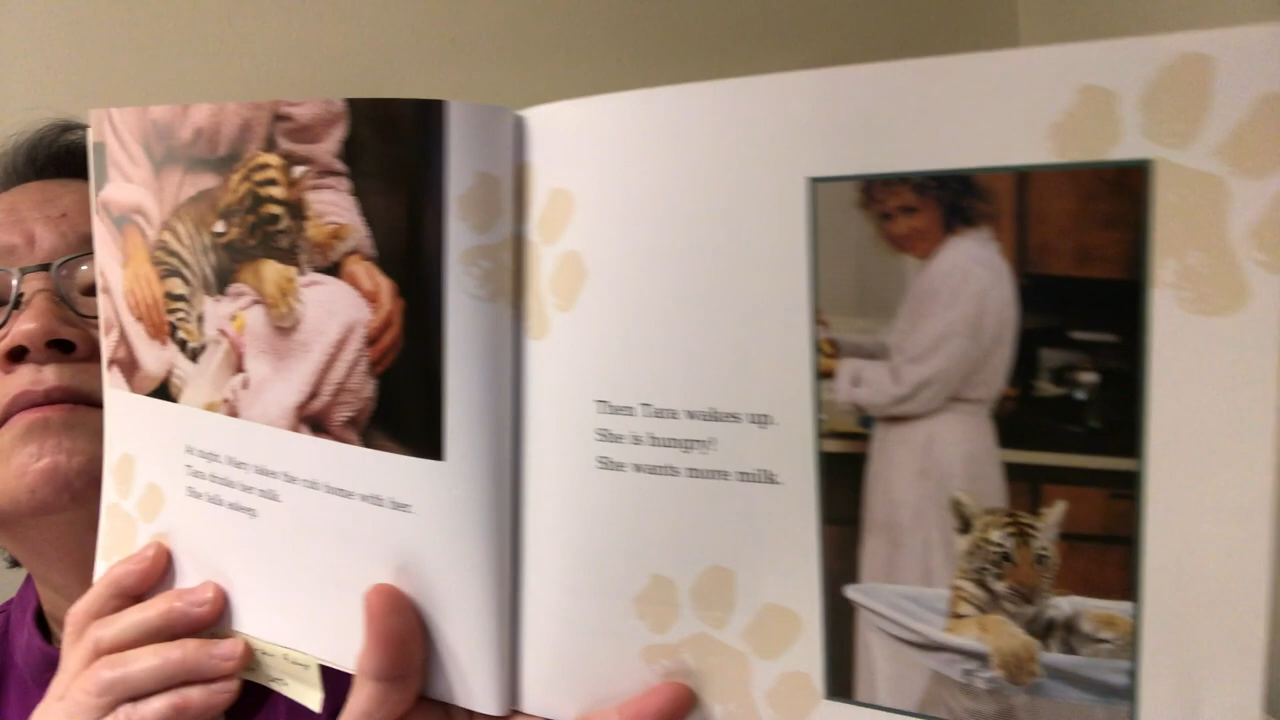 At night, Mary takes the cub home with her.
Tara drinks her milk.
She falls asleep.
Then Tara wakes up.
She is hungry!
She wants more milk.